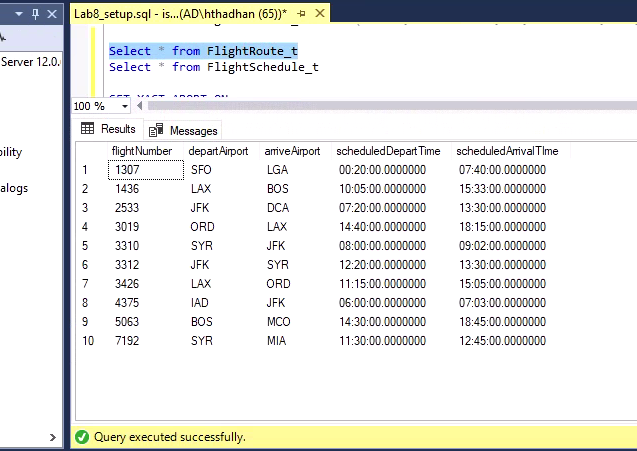 Lab8_setup.sql - is...(AD\hthadhan (65))*
Server 12.0.
Select * from FlightRoute_t
Select * from FlightSchedule_t
SET XACT_ABORT ON
100 %
Results Messages
bility
alogs
flightNumber departAirport arriveAirport scheduledDepartTime scheduledArrivalTIme
1 1307 SFO LGA 00:20:00.0000000 07:40:00.0000000
2 1436 LAX BOS 10:05:00.0000000 15:33:00.0000000
3 2533 JFK DCA 07:20:00.0000000 13:30:00.0000000
4 3019 ORD LAX 14:40:00.0000000 18:15:00.0000000
5 3310 SYR JFK 08:00:00.0000000 09:02:00.0000000
6 3312 JFK SYR 12:20:00.0000000 13:30:00.0000000
7 3426 LAX ORD 11:15:00.0000000 15:05:00.0000000
8 4375 IAD JFK 06:00:00.0000000 07:03:00.0000000
9 5063 BOS MCO 14:30:00.0000000 18:45:00.0000000
10 7192 SYR MIA 11:30:00.0000000 12:45:00.0000000
Query executed successfully.